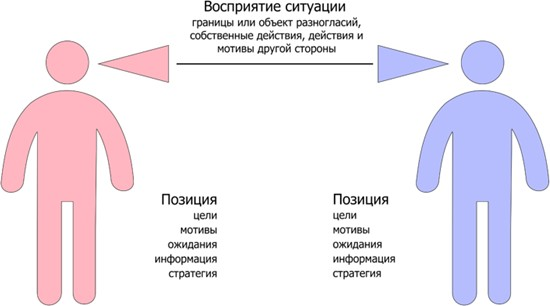 Восприятие ситуации
границы или объект разногласий,
собственные действия, действия и
мотивы другой стороны
Позиция
цели
мотивы
ожидания
информация
стратегия
Позиция
цели
мотивы
ожидания
информация
стратегия